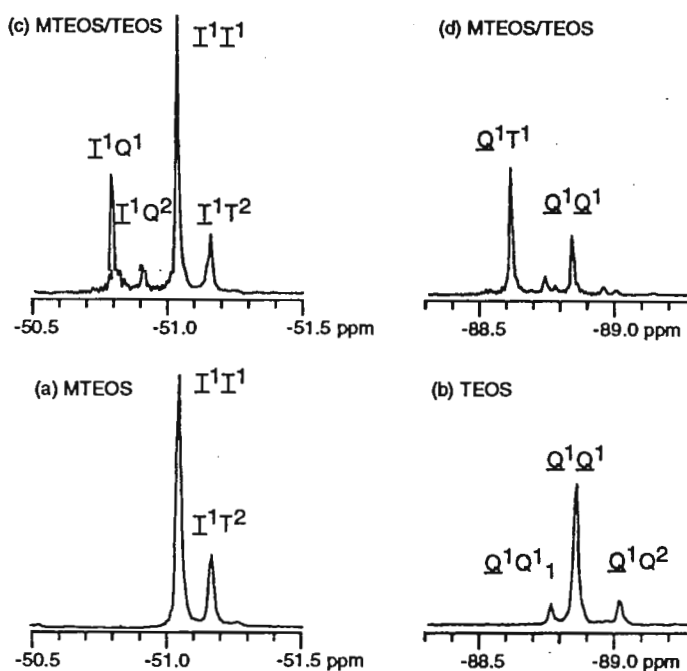 (c) MTEOS/TEOS
I¹I¹
I¹Q¹
I¹Q²
I¹T²
-50.5 -51.0 -51.5 ppm
(d) MTEOS/TEOS
Q¹T¹
Q¹Q¹
-88.5 -89.0 ppm
(a) MTEOS
I¹I¹
I¹T²
-50.5 -51.0 -51.5 ppm
(b) TEOS
Q¹Q¹
Q¹Q¹₁
Q¹Q²
-88.5 -89.0 ppm